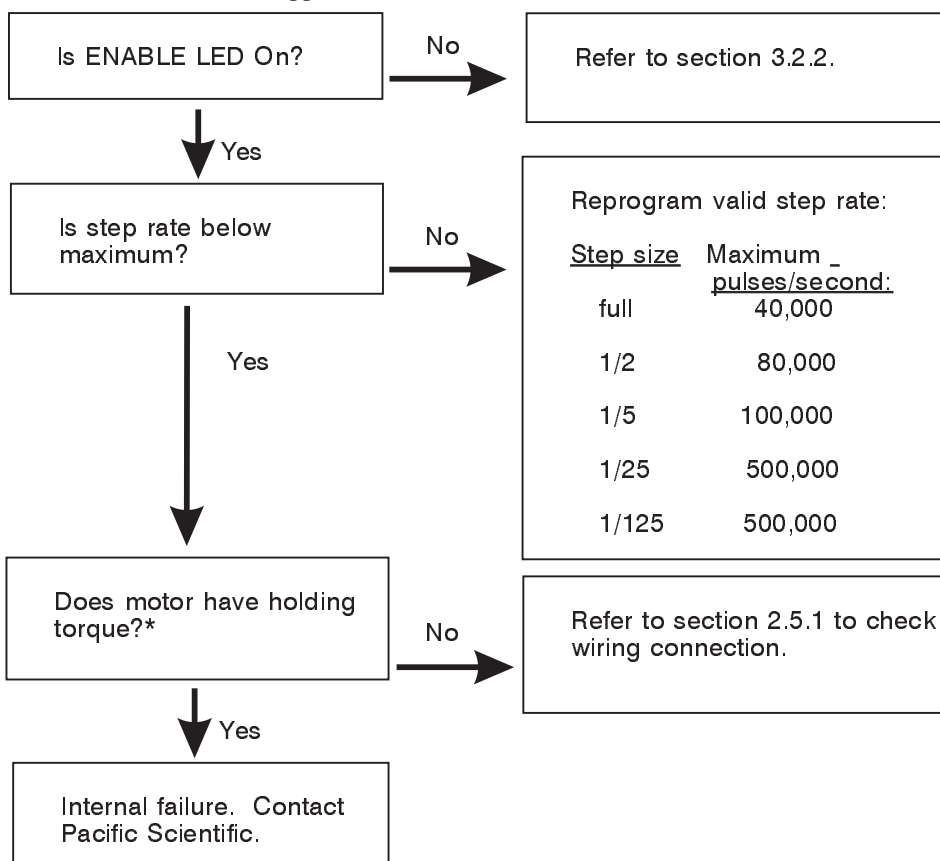 Is ENABLE LED On?
No
Refer to section 3.2.2.
Yes
Is step rate below
maximum?
No
Reprogram valid step rate:
Step size Maximum _
pulses/second:
full 40,000
1/2 80,000
1/5 100,000
1/25 500,000
1/125 500,000
Yes
Does motor have holding
torque?*
No
Refer to section 2.5.1 to check
wiring connection.
Yes
Internal failure. Contact
Pacific Scientific.